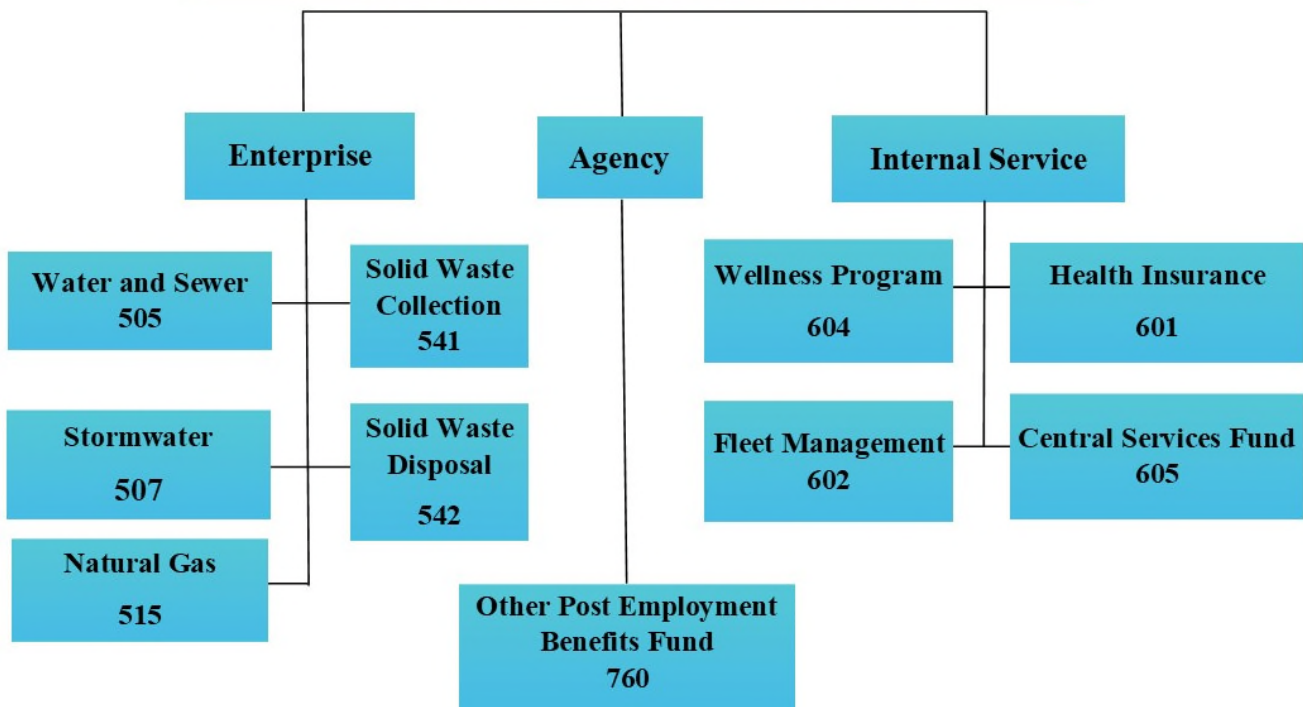 Enterprise
Agency
Internal Service
Water and Sewer
505
Solid Waste
Collection
541
Wellness Program
604
Health Insurance
601
Stormwater
507
Solid Waste
Disposal
542
Fleet Management
602
Central Services Fund
605
Natural Gas
515
Other Post Employment
Benefits Fund
760